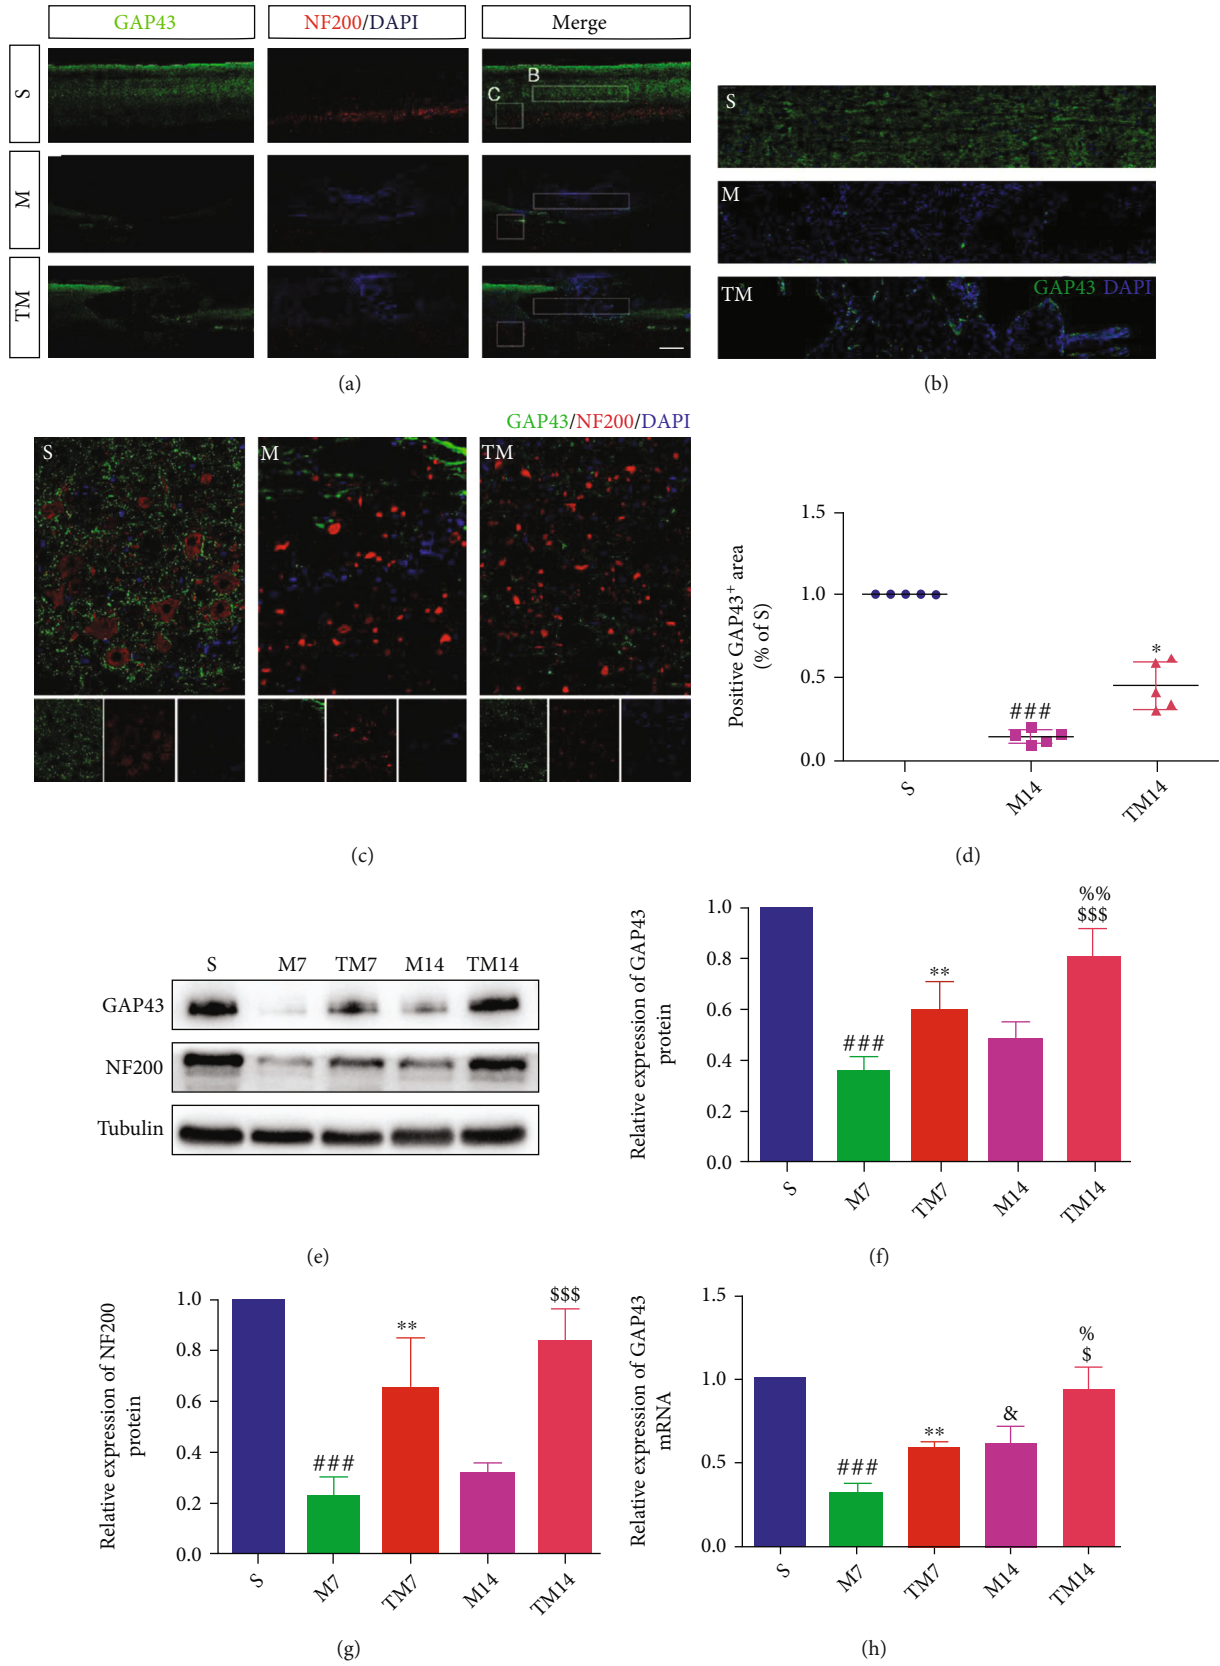 GAP43
NF200/DAPI
Merge
S
B
C
M
TM
(a)
S
M
TM
GAP43 DAPI
(b)
GAP43/NF200/DAPI
S
M
TM
(c)
Positive GAP43+ area
(% of S)
1.5
1.0
0.5
0.0
###
*
S
M14
TM14
(d)
S M7 TM7 M14 TM14
GAP43
NF200
Tubulin
(e)
Relative expression of GAP43
protein
1.0
0.8
0.6
0.4
0.2
0.0
###
**
%%
$$$
S
M7
TM7
M14
TM14
(f)
Relative expression of NF200
protein
1.0
0.8
0.6
0.4
0.2
0.0
###
**
$$$
S
M7
TM7
M14
TM14
(g)
Relative expression of GAP43
mRNA
1.5
1.0
0.5
0.0
###
**
&
%
$
S
M7
TM7
M14
TM14
(h)